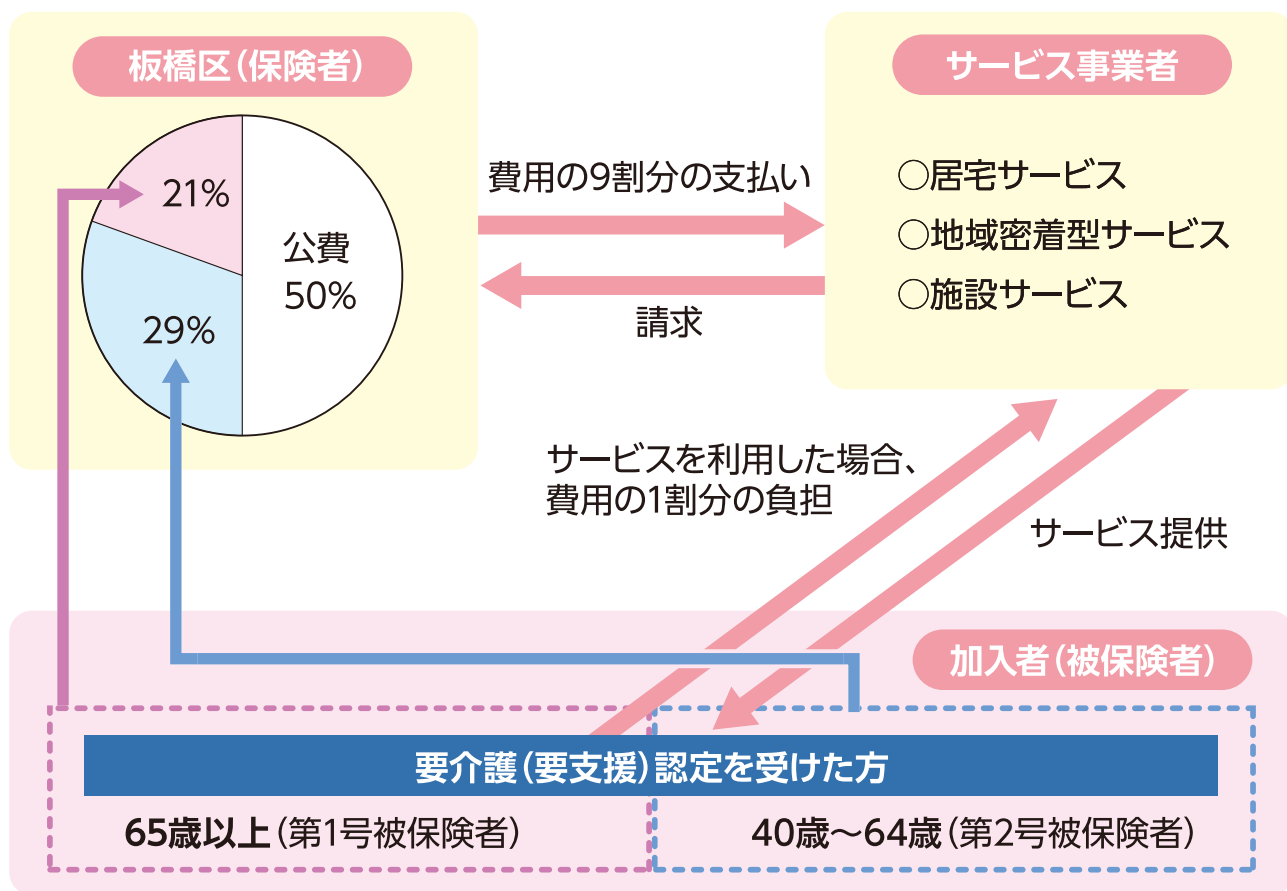 板橋区(保険者)
21%
29%
公費
50%
費用の9割分の支払い
請求
サービス事業者
○居宅サービス
○地域密着型サービス
○施設サービス
サービスを利用した場合、
費用の1割分の負担
サービス提供
加入者(被保険者)
要介護(要支援)認定を受けた方
65歳以上(第1号被保険者)
40歳~64歳(第2号被保険者)